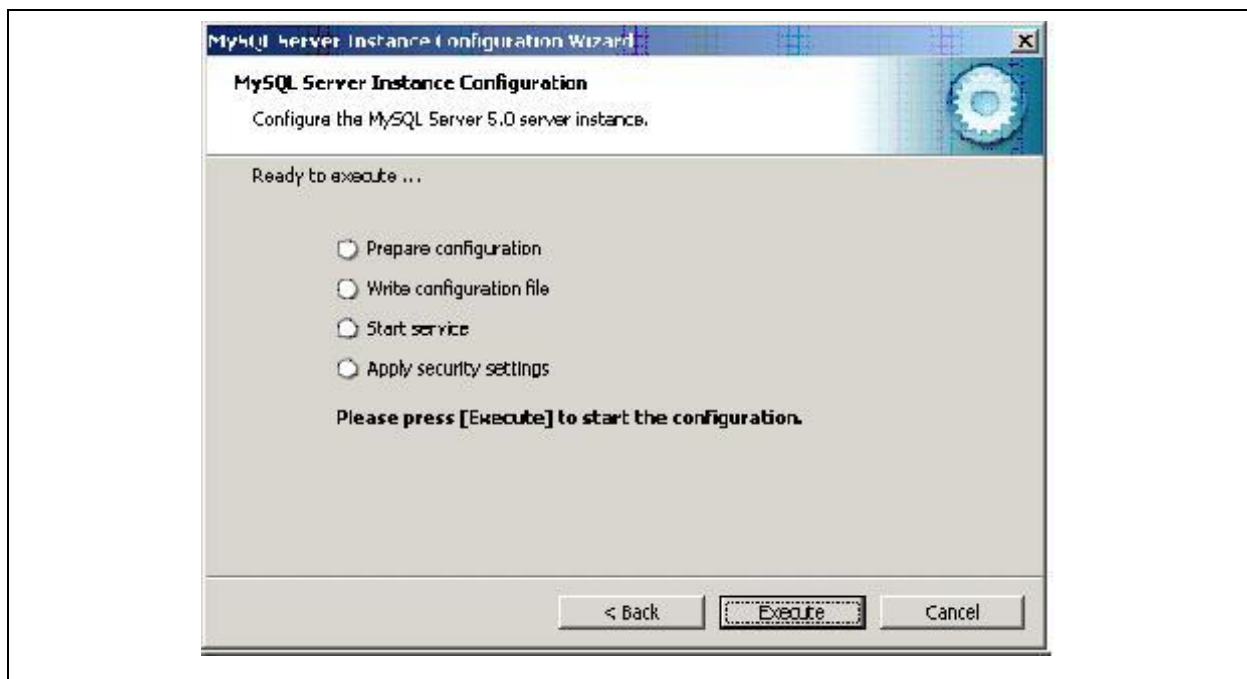 MySQL Server Instance Configuration Wizard
MySQL Server Instance Configuration
Configure the MySQL Server 5.0 server instance.
Ready to execute ...
Prepare configuration
Write configuration file
Start service
Apply security settings
Please press [Execute] to start the configuration.
< Back
Execute
Cancel